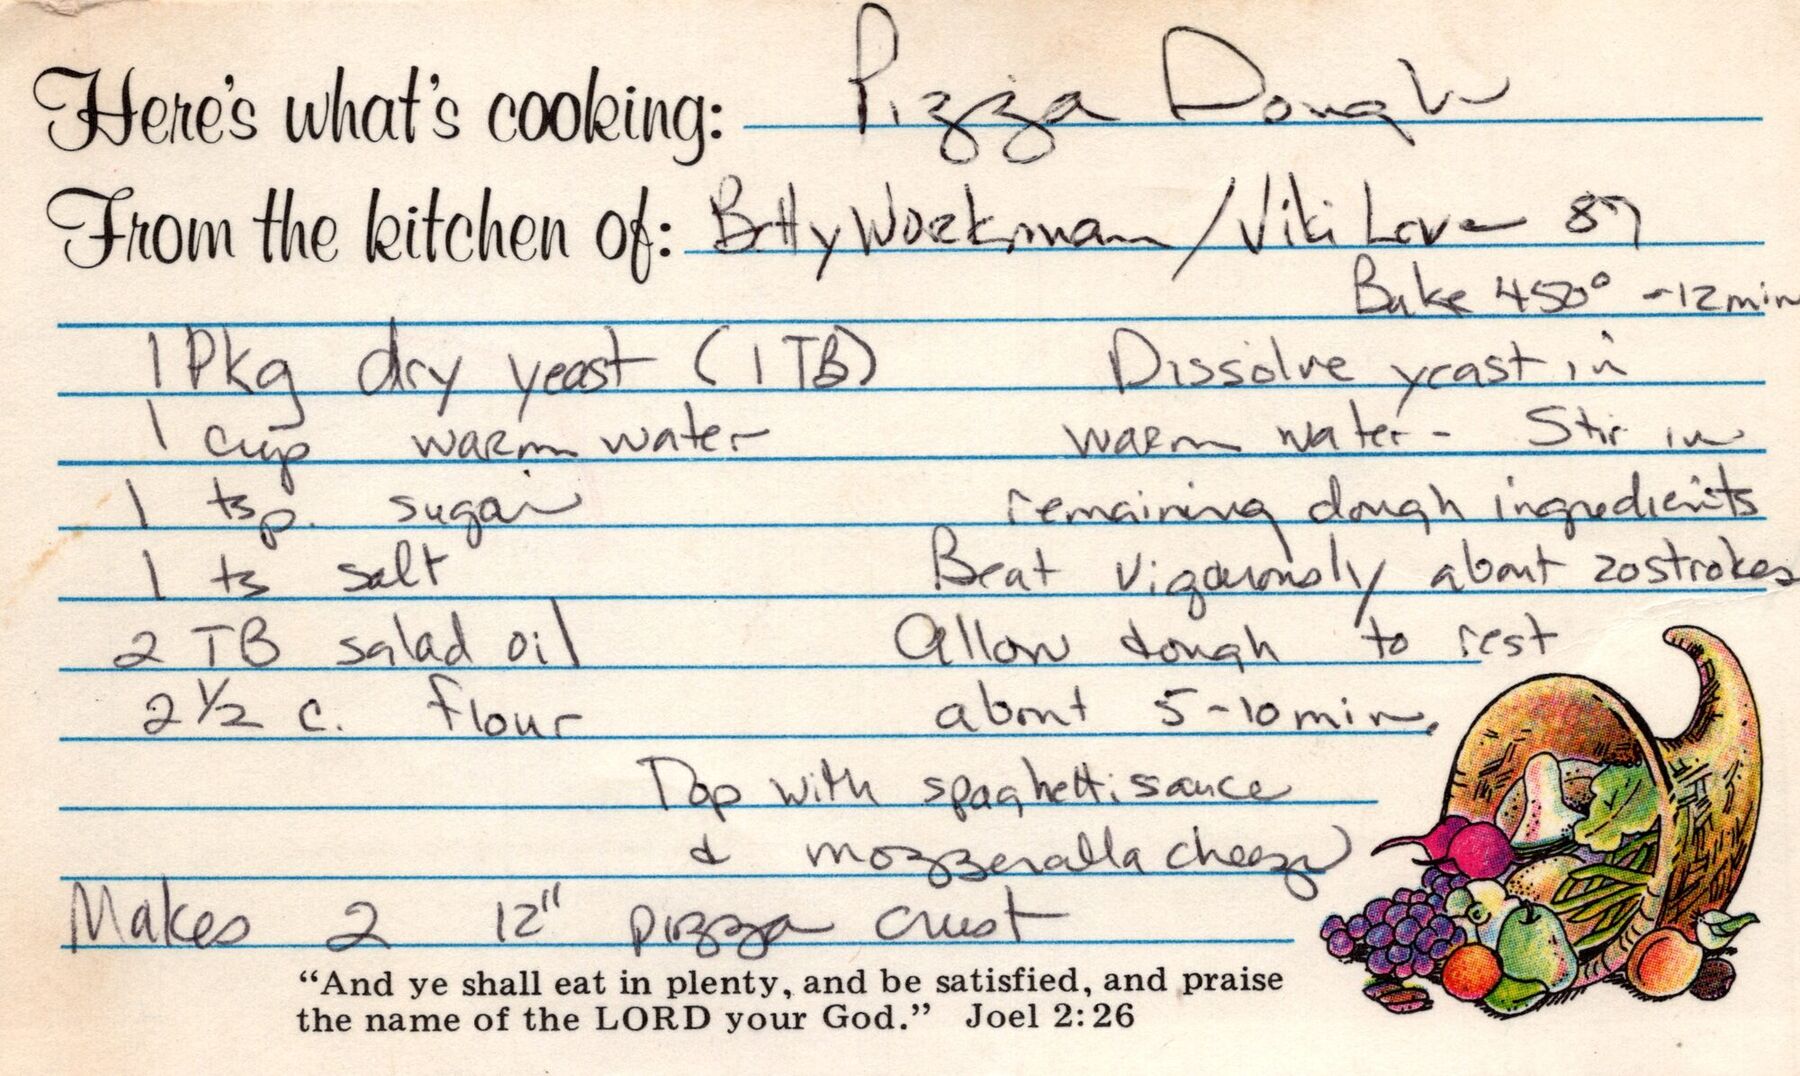 Here's what's cooking: Pizza Dough
From the kitchen of: Betty Workman / Viki Love 87
Bake 450° - 12 min
1 Pkg dry yeast (1 TB) Dissolve yeast in
1 cup warm water warm water - Stir in
1 tsp. sugar remaining dough ingredients
1 ts salt Beat vigorously about 20 strokes
2 TB salad oil Allow dough to rest
2 1/2 c. flour about 5-10 min.
Top with spaghetti sauce
& mozzeralla cheeze
Makes 2 12" pizza crust
"And ye shall eat in plenty, and be satisfied, and praise
the name of the LORD your God." Joel 2:26